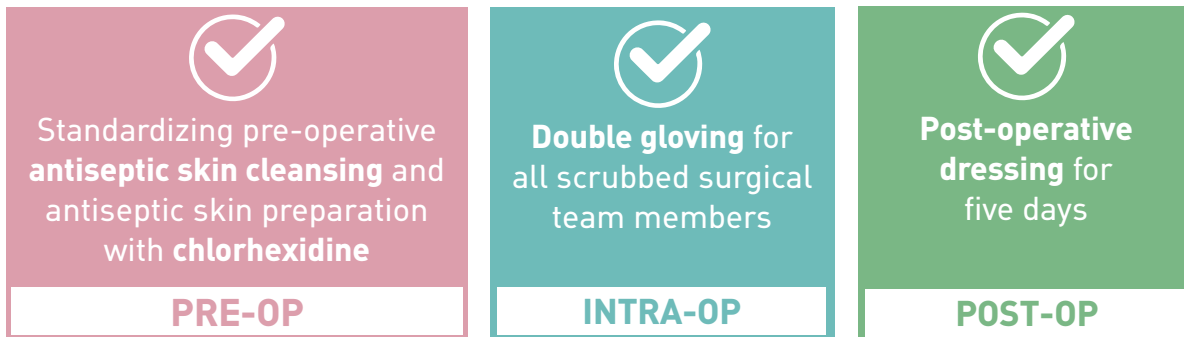 Standardizing pre-operative
antiseptic skin cleansing and
antiseptic skin preparation
with chlorhexidine
PRE-OP
Double gloving for
all scrubbed surgical
team members
INTRA-OP
Post-operative
dressing for
five days
POST-OP